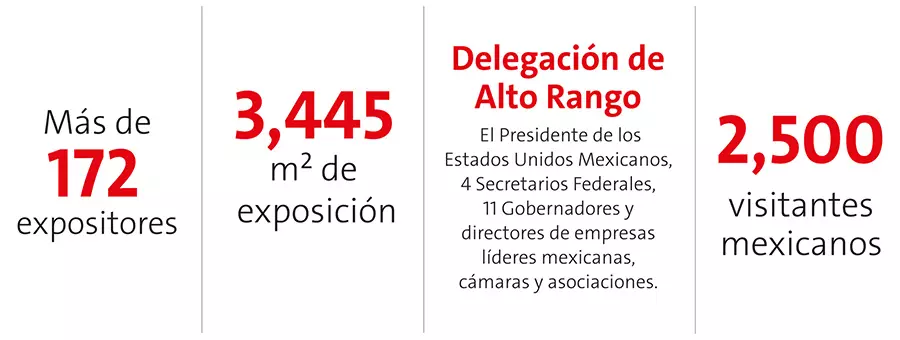 Más de
172
expositores
3,445
m² de
exposición
Delegación de
Alto Rango
El Presidente de los
Estados Unidos Mexicanos,
4 Secretarios Federales,
11 Gobernadores y
directores de empresas
líderes mexicanas,
cámaras y asociaciones.
2,500
visitantes
mexicanos